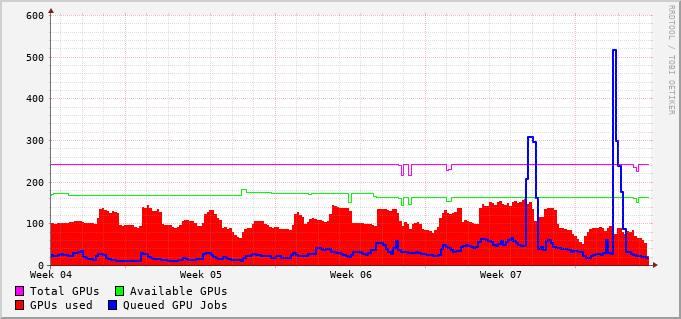 RRDTOOL / TOBI OETIKER
600
500
400
300
200
100
0
Week 04 Week 05 Week 06 Week 07
Total GPUs Available GPUs
GPUs used Queued GPU Jobs